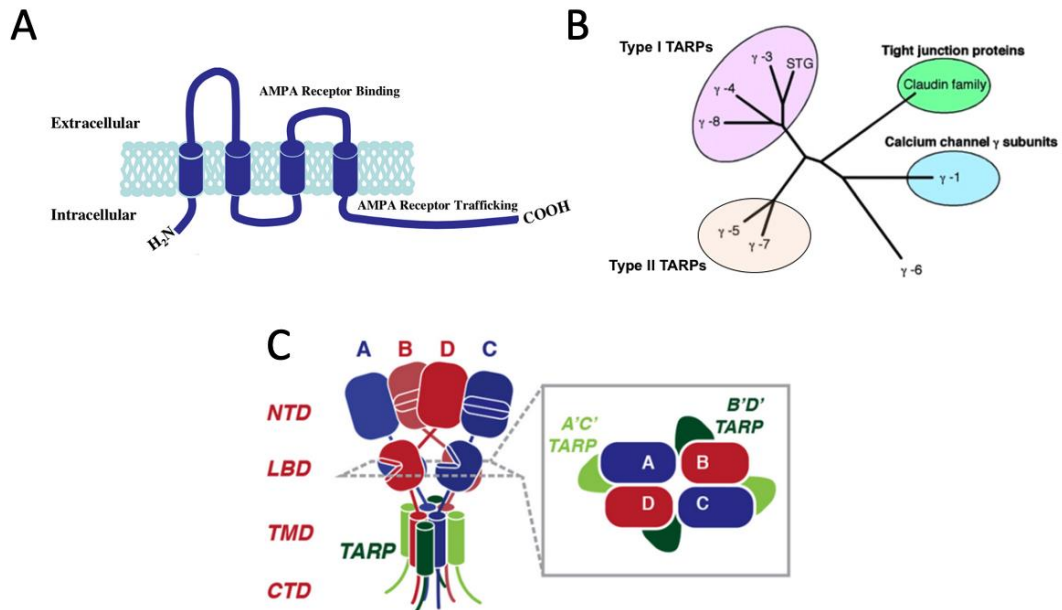 A
Extracellular
AMPA Receptor Binding
Intracellular
AMPA Receptor Trafficking
H₂N
COOH
B
Type I TARPs
γ -3
STG
γ -4
γ -8
Tight junction proteins
Claudin family
Calcium channel γ subunits
γ -1
γ -5
γ -7
Type II TARPs
γ -6
C
A B D C
NTD
LBD
TMD
TARP
CTD
A'C'
TARP
B'D'
TARP
A
B
D
C